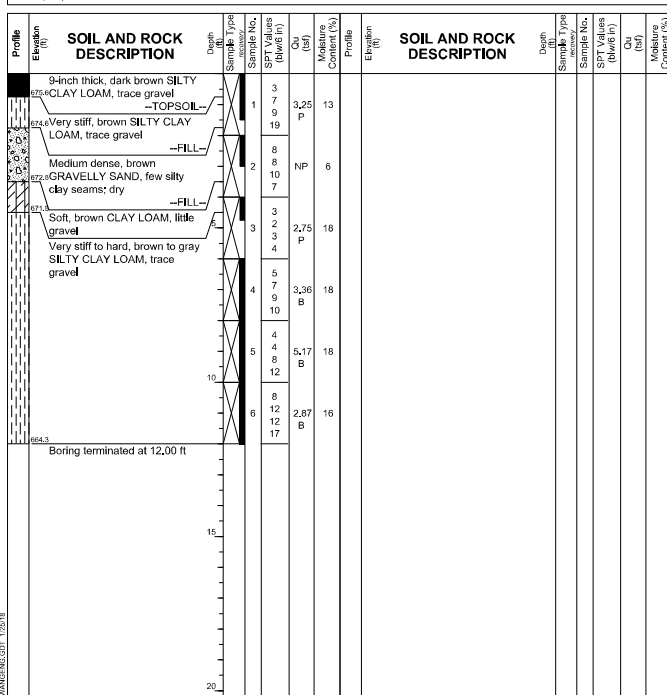 Profile
Elevation (ft)
SOIL AND ROCK DESCRIPTION
Depth (ft)
Sample Type
recovery
Sample No.
SPT Values (blw/6 in)
Qu (tsf)
Moisture Content (%)
Profile
Elevation (ft)
SOIL AND ROCK DESCRIPTION
Depth (ft)
Sample Type
recovery
Sample No.
SPT Values (blw/6 in)
Qu (tsf)
Moisture Content (%)
9-inch thick, dark brown SILTY
675.6 CLAY LOAM, trace gravel
--TOPSOIL--
674.6 Very stiff, brown SILTY CLAY
LOAM, trace gravel
--FILL--
Medium dense, brown
672.8 GRAVELLY SAND, few silty
clay seams; dry
--FILL--
Soft, brown CLAY LOAM, little
gravel
Very stiff to hard, brown to gray
SILTY CLAY LOAM, trace
gravel
664.3
Boring terminated at 12.00 ft
5
10
15
20
1
3
7
9
19
3.25
P
13
2
8
8
10
7
NP
6
3
3
2
3
4
2.75
P
18
4
5
7
9
10
3.36
B
18
5
4
4
8
12
5.17
B
18
6
8
12
12
17
2.87
B
16
WANGENG.GDT 1/25/18